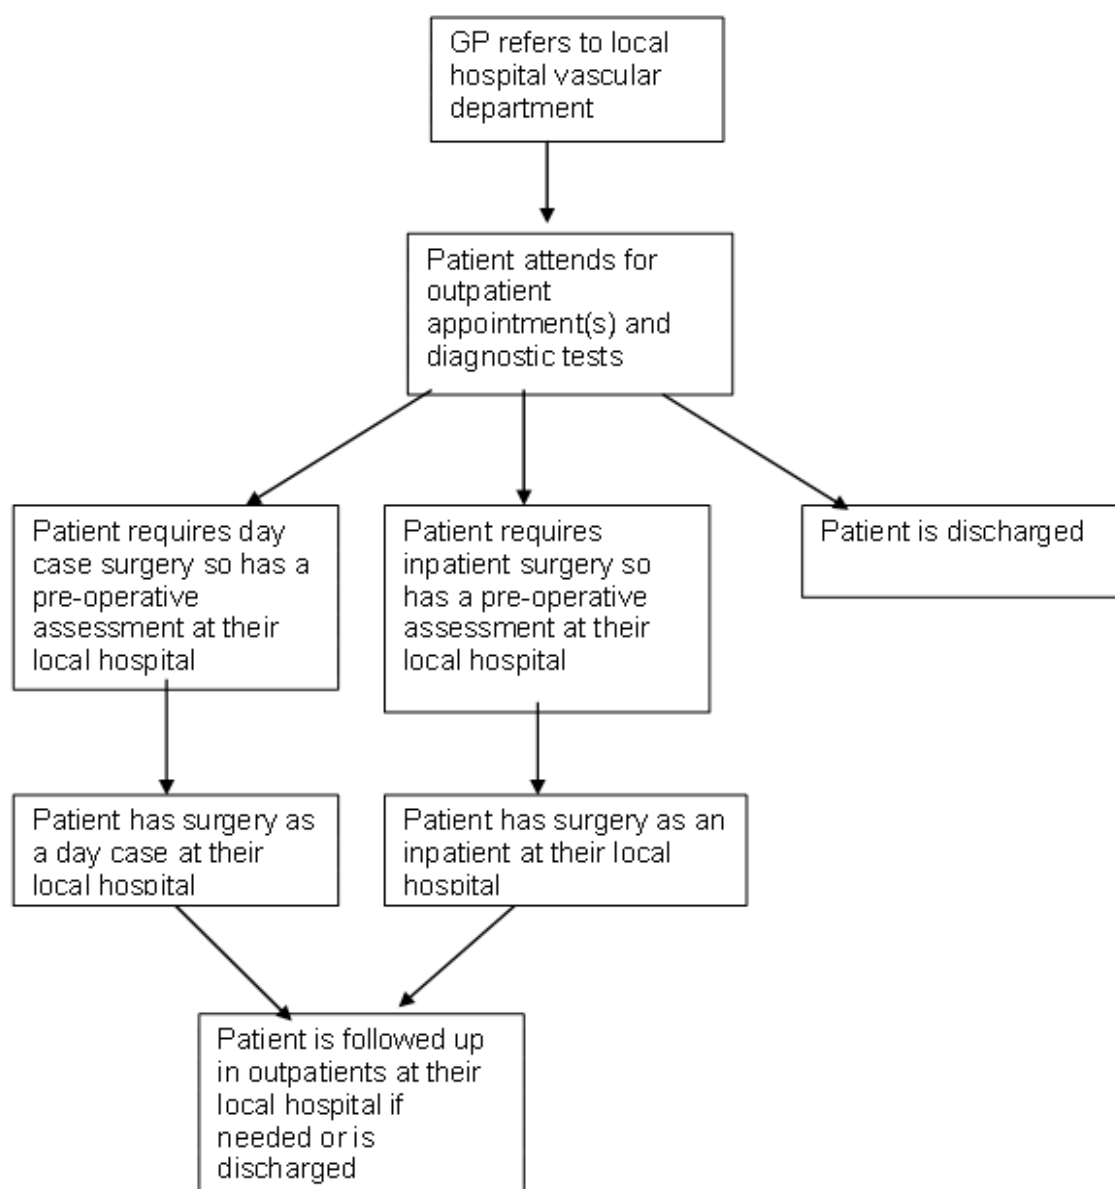 GP refers to local
hospital vascular
department
Patient attends for
outpatient
appointment(s) and
diagnostic tests
Patient requires day
case surgery so has a
pre-operative
assessment at their
local hospital
Patient requires
inpatient surgery so
has a pre-operative
assessment at their
local hospital
Patient is discharged
Patient has surgery as
a day case at their
local hospital
Patient has surgery as an
inpatient at their local
hospital
Patient is followed up
in outpatients at their
local hospital if
needed or is
discharged